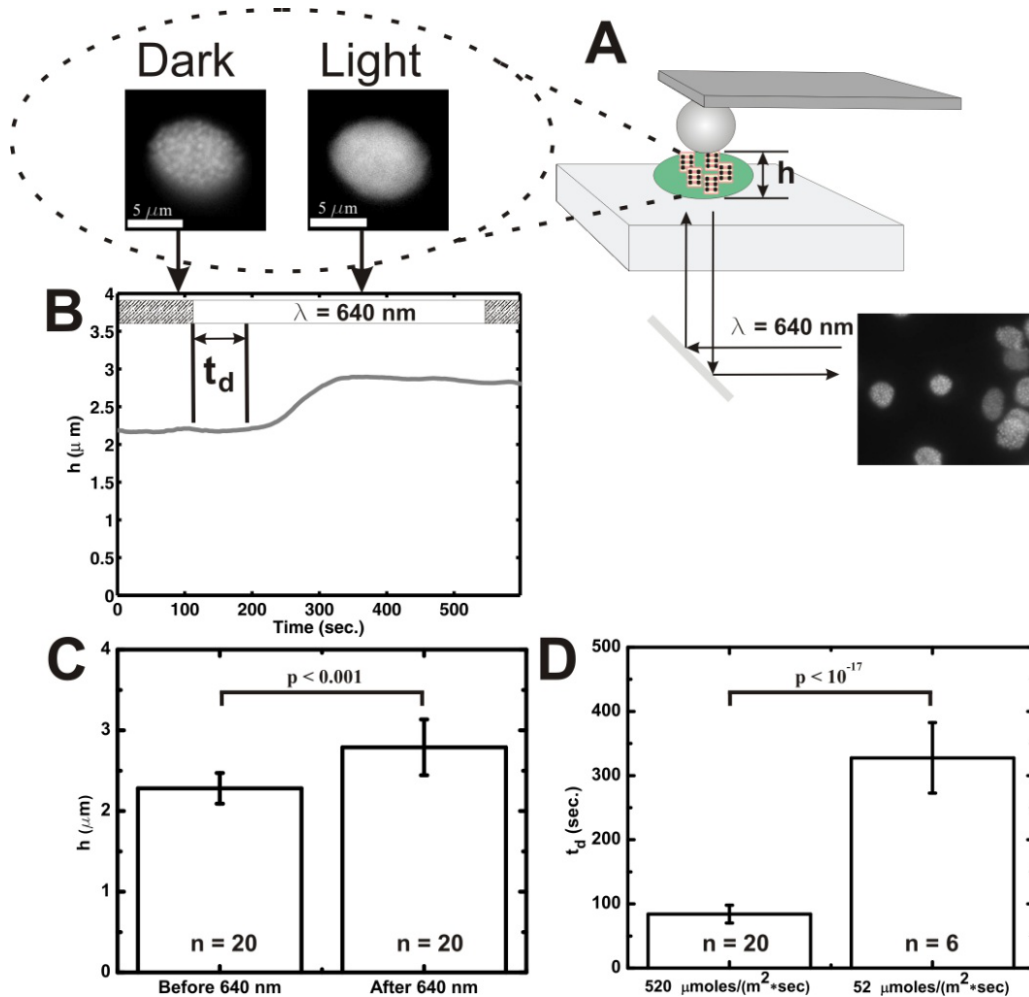 A
Dark Light
5 μm 5 μm
h
λ = 640 nm
B
4
3.5
3
2.5
2
1.5
1
0.5
0
h (μ m)
λ = 640 nm
t_d
0 100 200 300 400 500
Time (sec.)
C
4
3
2
1
0
h (μm)
p < 0.001
n = 20 n = 20
Before 640 nm After 640 nm
D
500
400
300
200
100
0
t_d (sec.)
p < 10^-17
n = 20 n = 6
520 μmoles/(m²*sec) 52 μmoles/(m²*sec)